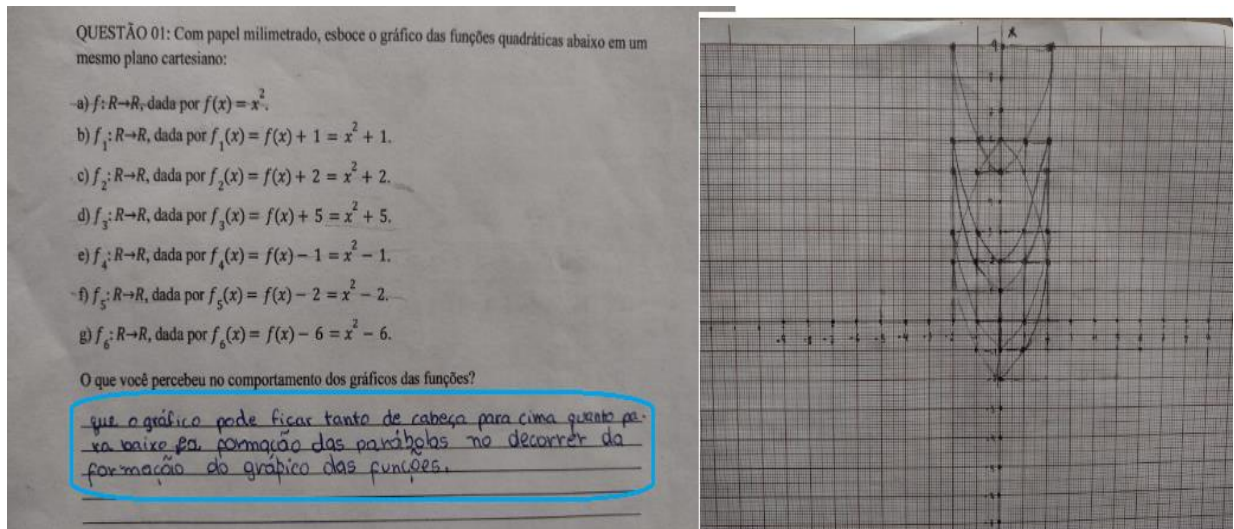 QUESTÃO 01: Com papel milimetrado, esboce o gráfico das funções quadráticas abaixo em um
mesmo plano cartesiano:
a) f: R→R, dada por f(x) = x².
b) f₁: R→R, dada por f₁(x) = f(x) + 1 = x² + 1.
c) f₂: R→R, dada por f₂(x) = f(x) + 2 = x² + 2.
d) f₃: R→R, dada por f₃(x) = f(x) + 5 = x² + 5.
e) f₄: R→R, dada por f₄(x) = f(x) − 1 = x² − 1.
f) f₅: R→R, dada por f₅(x) = f(x) − 2 = x² − 2.
g) f₆: R→R, dada por f₆(x) = f(x) − 6 = x² − 6.
O que você percebeu no comportamento dos gráficos das funções?
que o gráfico pode ficar tanto de cabeça para cima quanto pa-
ra baixo formação das parábolas no decorrer da
formação do gráfico das funções.